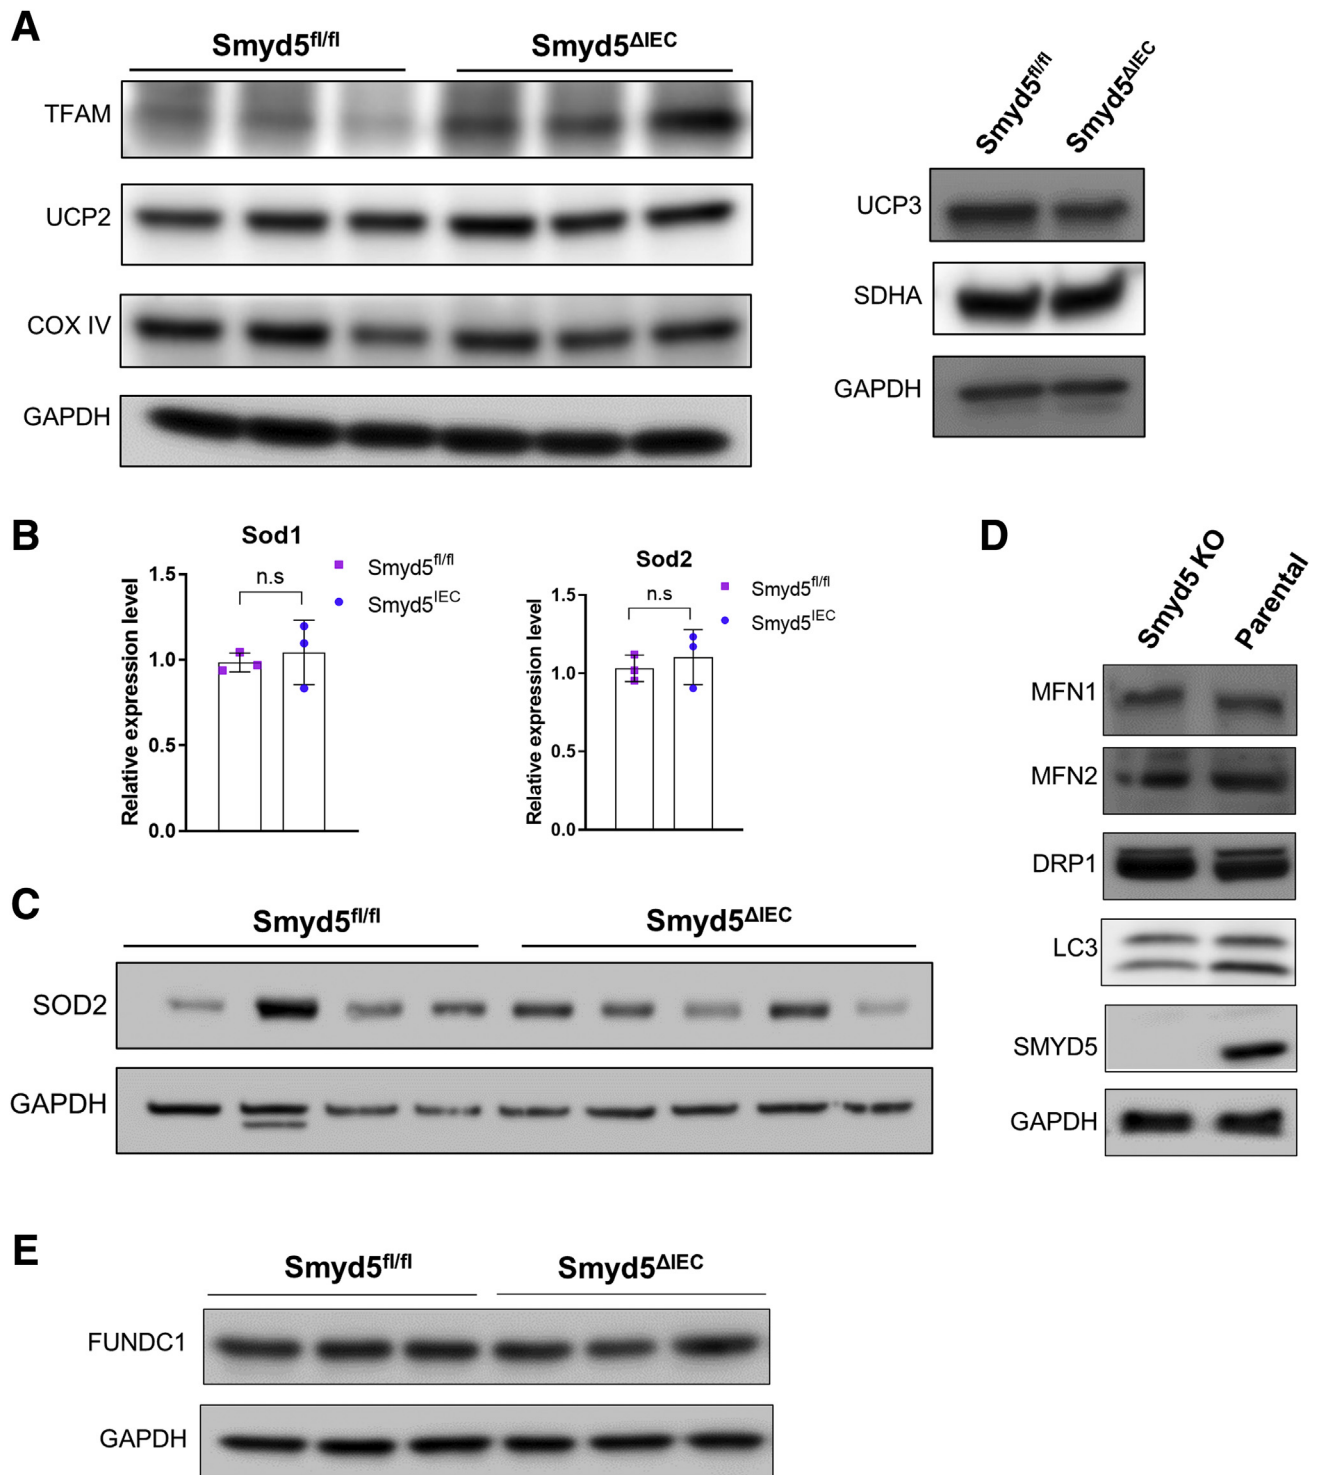 A
Smyd5fl/fl
Smyd5ΔIEC
TFAM
UCP2
COX IV
GAPDH
Smyd5fl/fl
Smyd5ΔIEC
UCP3
SDHA
GAPDH
B
Sod1
n.s
Smyd5fl/fl
Smyd5IEC
Relative expression level
1.5
1.0
0.5
0.0
Sod2
n.s
Smyd5fl/fl
Smyd5IEC
Relative expression level
1.5
1.0
0.5
0.0
C
Smyd5fl/fl
Smyd5ΔIEC
SOD2
GAPDH
D
Smyd5 KO
Parental
MFN1
MFN2
DRP1
LC3
SMYD5
GAPDH
E
Smyd5fl/fl
Smyd5ΔIEC
FUNDC1
GAPDH